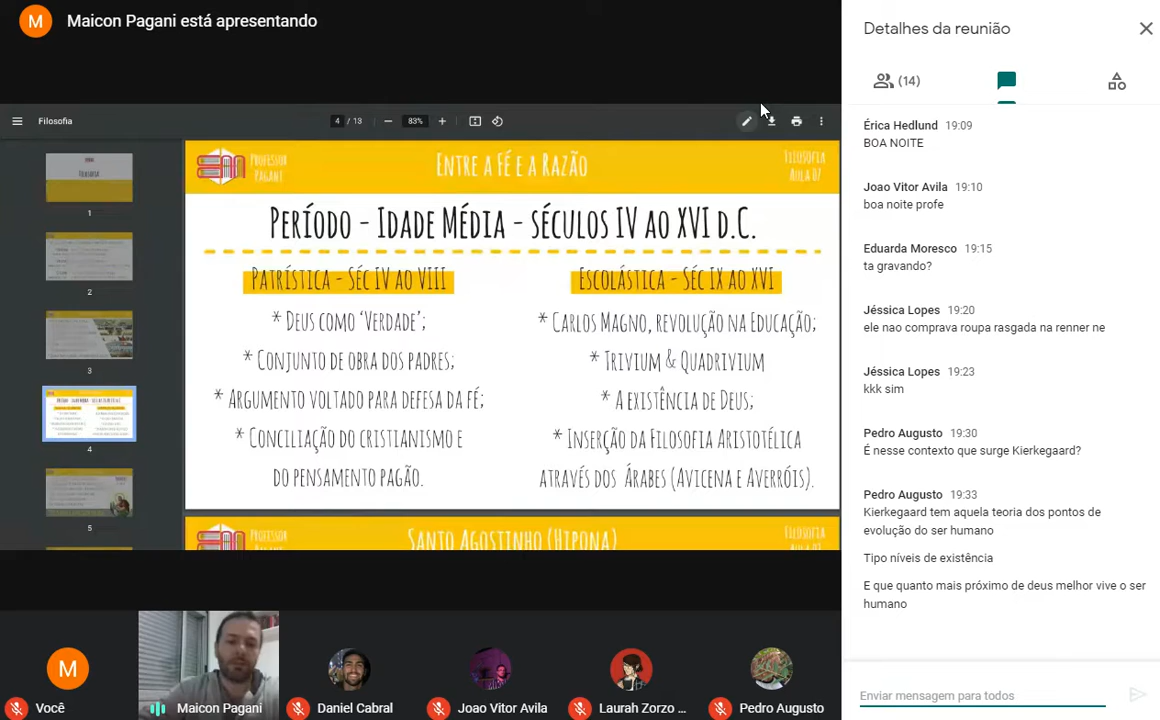 M
Maicon Pagani está apresentando
Filosofia
4 / 13
83%
PROFESSOR
PAGANI
ENTRE A FÉ E A RAZÃO
FILOSOFIA
AULA 07
PERÍODO - IDADE MÉDIA - SÉCULOS IV AO XVI D.C.
PATRÍSTICA - SÉC IV AO VIII
* DEUS COMO ‘VERDADE’;
* CONJUNTO DE OBRA DOS PADRES;
* ARGUMENTO VOLTADO PARA DEFESA DA FÉ;
* CONCILIAÇÃO DO CRISTIANISMO E
DO PENSAMENTO PAGÃO.
ESCOLÁSTICA - SÉC IX AO XVI
* CARLOS MAGNO, REVOLUÇÃO NA EDUCAÇÃO;
* TRIVIUM & QUADRIVIUM
* A EXISTÊNCIA DE DEUS;
* INSERÇÃO DA FILOSOFIA ARISTOTÉLICA
ATRAVÉS DOS ÁRABES (AVICENA E AVERRÓIS).
PROFESSOR
SANTO AGOSTINHO (HIPONA)
FILOSOFIA
1
2
3
4
5
M
Você
Maicon Pagani
Daniel Cabral
Joao Vitor Avila
Laurah Zorzo ...
Pedro Augusto
Detalhes da reunião
(14)
Érica Hedlund 19:09
BOA NOITE
Joao Vitor Avila 19:10
boa noite profe
Eduarda Moresco 19:15
ta gravando?
Jéssica Lopes 19:20
ele nao comprava roupa rasgada na renner ne
Jéssica Lopes 19:23
kkk sim
Pedro Augusto 19:30
É nesse contexto que surge Kierkegaard?
Pedro Augusto 19:33
Kierkegaard tem aquela teoria dos pontos de
evolução do ser humano
Tipo níveis de existência
E que quanto mais próximo de deus melhor vive o ser
humano
Enviar mensagem para todos